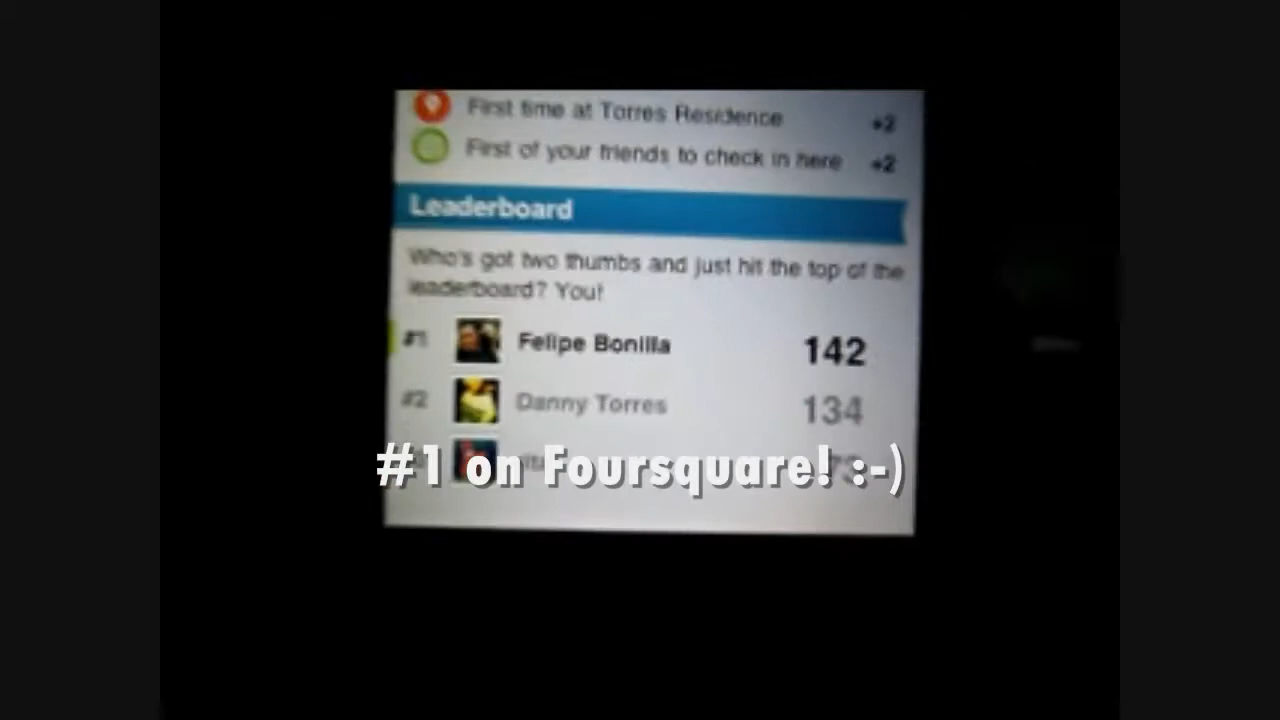 First time at Torres Residence +2
First of your friends to check in here +2
Leaderboard
Who's got two thumbs and just hit the top of the
leaderboard? You!
#1 Felipe Bonilla 142
#2 Danny Torres 134
#1 on Foursquare! :-)